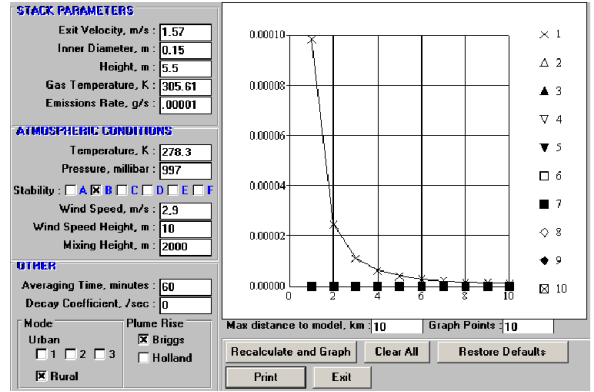 STACK PARAMETERS
Exit Velocity, m/s : 1.57
Inner Diameter, m : 0.15
Height, m : 5.5
Gas Temperature, K : 305.61
Emissions Rate, g/s : .00001
ATMOSPHERIC CONDITIONS
Temperature, K : 278.3
Pressure, millibar : 997
Stability : A B C D E F
Wind Speed, m/s : 2.9
Wind Speed Height, m : 10
Mixing Height, m : 2000
OTHER
Averaging Time, minutes : 60
Decay Coefficient, /sec : 0
Mode
Urban
1 2 3
Rural
Plume Rise
Briggs
Holland
0.00010
0.00008
0.00006
0.00004
0.00002
0.00000
0 2 4 6 8 10
1
2
3
4
5
6
7
8
9
10
Max distance to model, km : 10 Graph Points : 10
Recalculate and Graph Clear All Restore Defaults
Print Exit